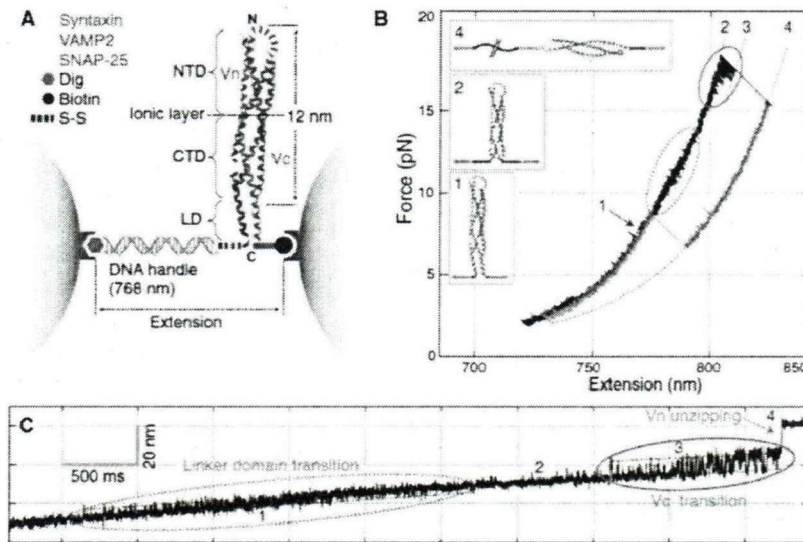 A
Syntaxin
VAMP2
SNAP-25
Dig
Biotin
S-S
N
NTD
Vn
Ionic layer
12 nm
CTD
Vc
LD
C
DNA handle
(768 nm)
Extension
B
20
15
10
5
0
Force (pN)
4
2
1
1
2
3
4
700
750
800
850
Extension (nm)
C
500 ms
20 nm
Linker domain transition
1
2
3
Vn unzipping
4
Vc transition